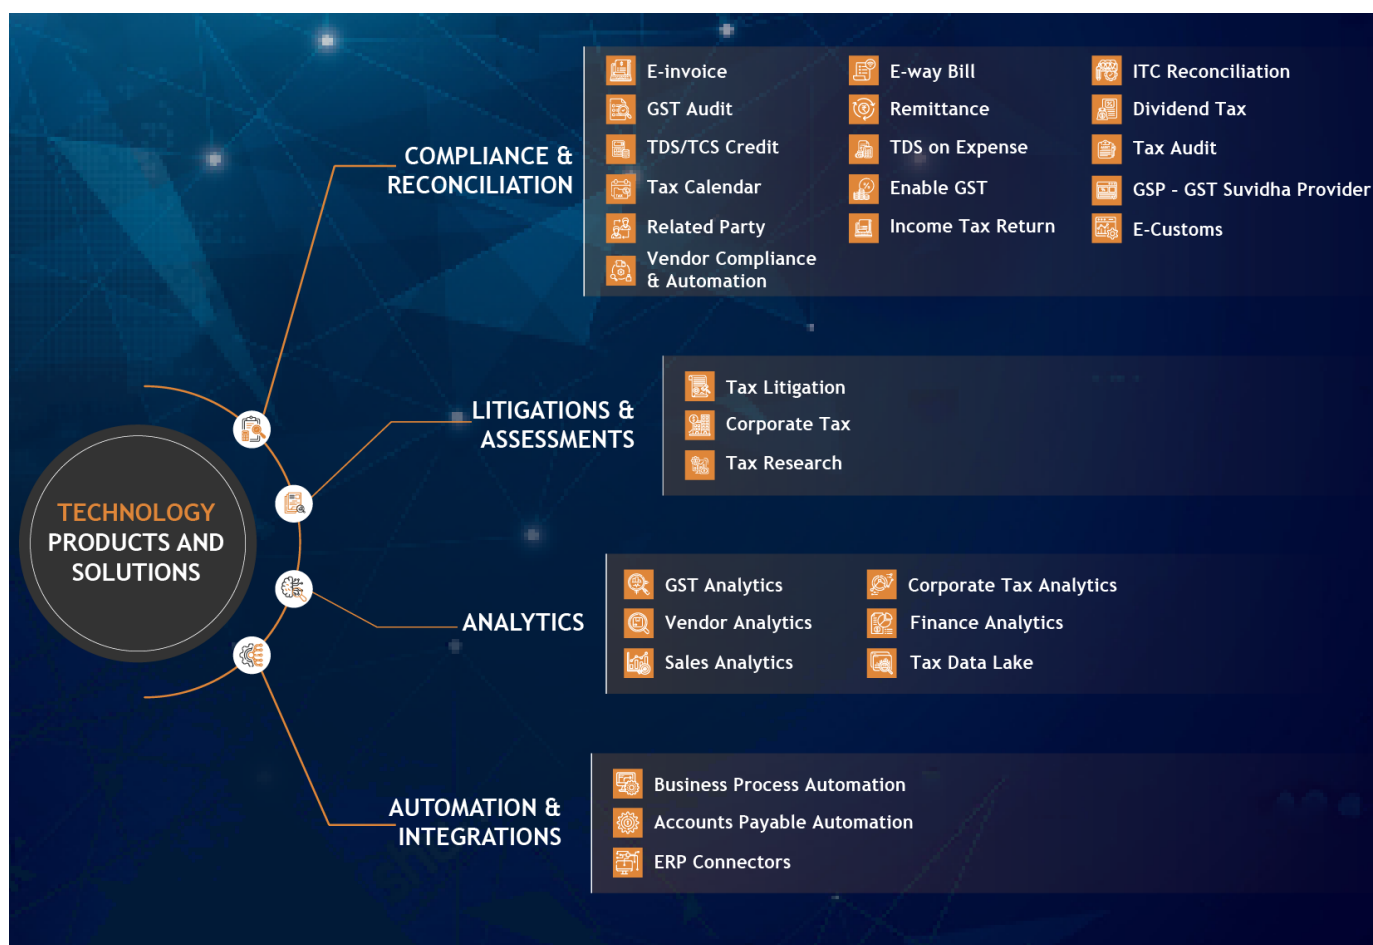 TECHNOLOGY
PRODUCTS AND
SOLUTIONS
COMPLIANCE &
RECONCILIATION
E-invoice
E-way Bill
ITC Reconciliation
GST Audit
Remittance
Dividend Tax
TDS/TCS Credit
TDS on Expense
Tax Audit
Tax Calendar
Enable GST
GSP - GST Suvidha Provider
Related Party
Income Tax Return
E-Customs
Vendor Compliance
& Automation
LITIGATIONS &
ASSESSMENTS
Tax Litigation
Corporate Tax
Tax Research
ANALYTICS
GST Analytics
Corporate Tax Analytics
Vendor Analytics
Finance Analytics
Sales Analytics
Tax Data Lake
AUTOMATION &
INTEGRATIONS
Business Process Automation
Accounts Payable Automation
ERP Connectors